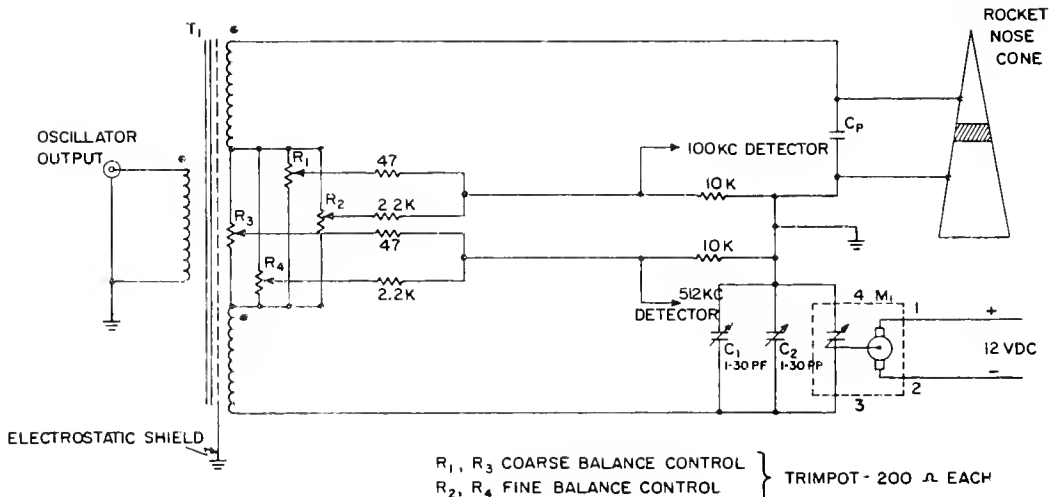 T1
ROCKET
NOSE
CONE
OSCILLATOR
OUTPUT
R1
47
100KC DETECTOR
CP
10K
R2
2.2K
R3
47
10K
R4
2.2K
512KC
DETECTOR
4 M1
1
+
C1
1-30 PF
C2
1-30 PP
12 VDC
-
2
3
ELECTROSTATIC SHIELD
R1, R3 COARSE BALANCE CONTROL
R2, R4 FINE BALANCE CONTROL
TRIMPOT - 200 Ω EACH